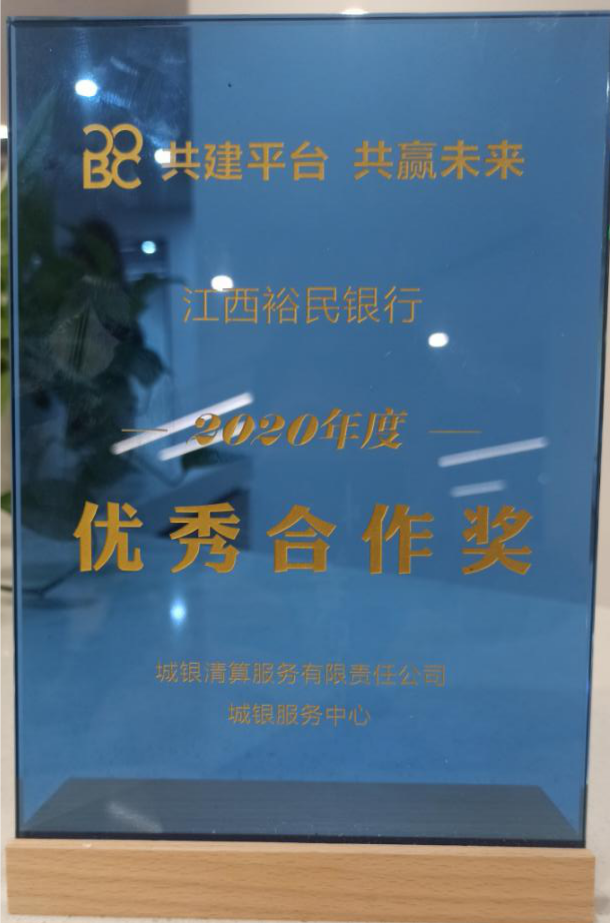 BC 共建平台 共赢未来
江西裕民银行
2020年度
优秀合作奖
城银清算服务有限责任公司
城银服务中心